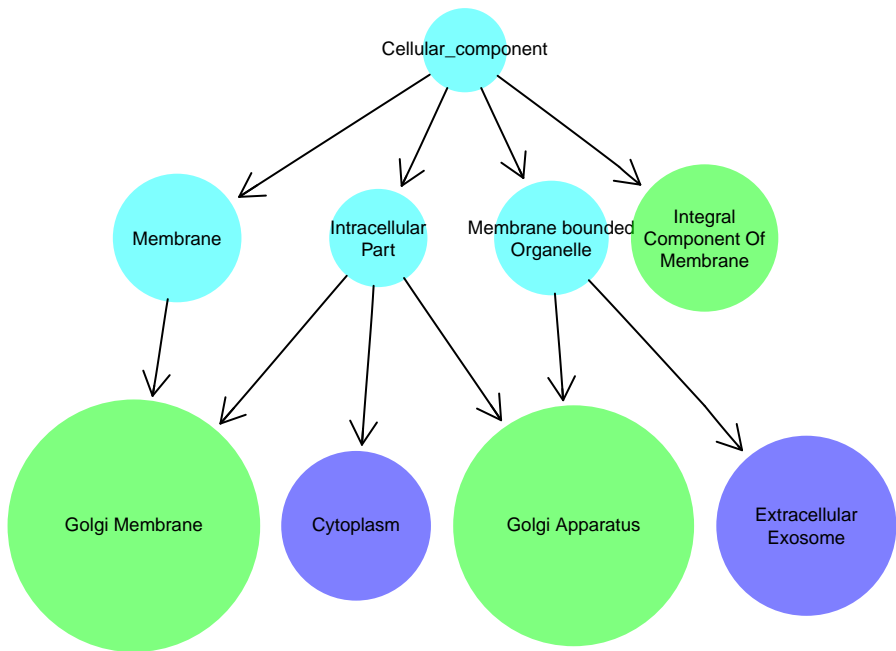 Cellular_component
Membrane
Intracellular
Part
Membrane bounded
Organelle
Integral
Component Of
Membrane
Golgi Membrane
Cytoplasm
Golgi Apparatus
Extracellular
Exosome